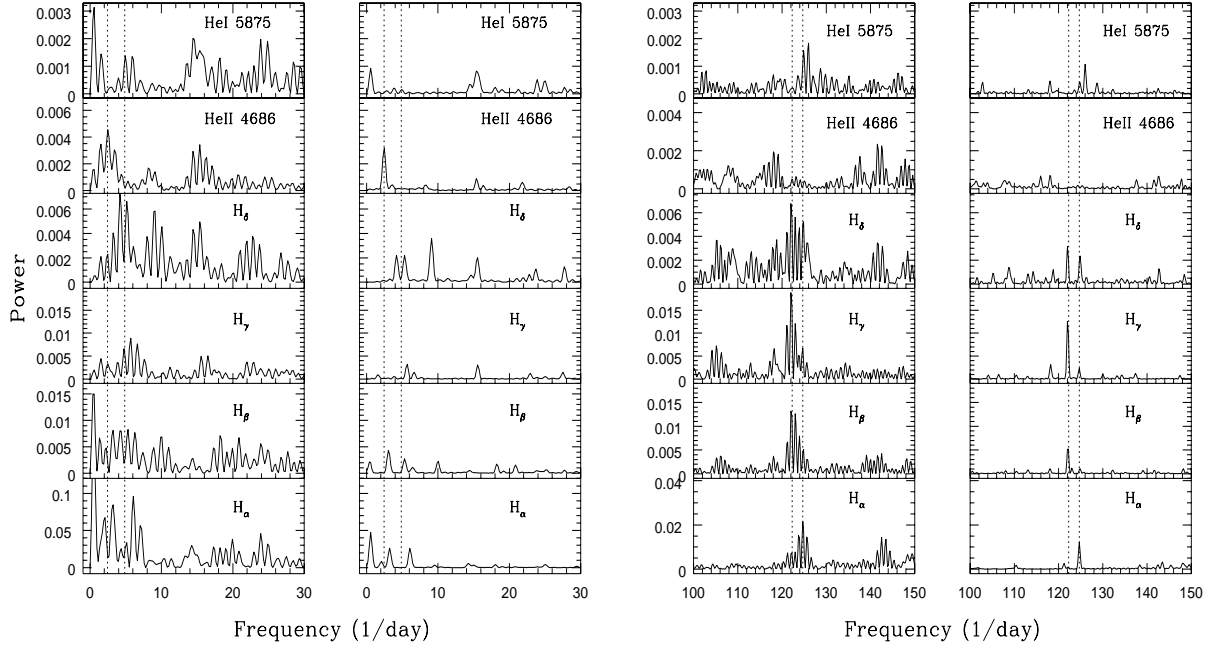 Power
0.003
0.002
0.001
0
0.006
0.004
0.002
0
0.006
0.004
0.002
0
0.015
0.01
0.005
0
0.015
0.01
0.005
0
0.1
0.05
0
HeI 5875
HeII 4686
Hδ
Hγ
Hβ
Hα
0 10 20 30
HeI 5875
HeII 4686
Hδ
Hγ
Hβ
Hα
0 10 20 30
Frequency (1/day)
0.003
0.002
0.001
0
0.002
0
0.006
0.004
0.002
0
0.015
0.01
0.005
0
0.015
0.01
0.005
0
0.04
0.02
0
HeI 5875
HeII 4686
Hδ
Hγ
Hβ
Hα
100 110 120 130 140 150
HeI 5875
HeII 4686
Hδ
Hγ
Hβ
Hα
100 110 120 130 140 150
Frequency (1/day)